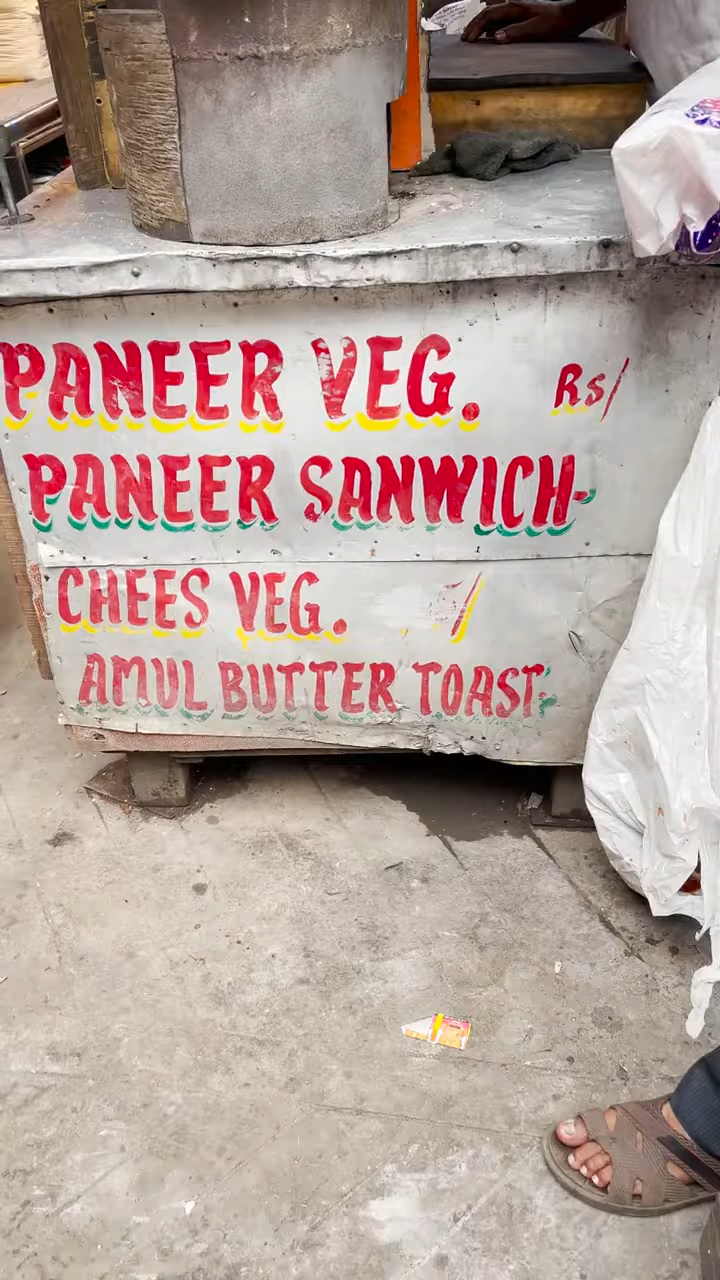 PANEER VEG. Rs/
PANEER SANWICH-
CHEES VEG. /
AMUL BUTTER TOAST